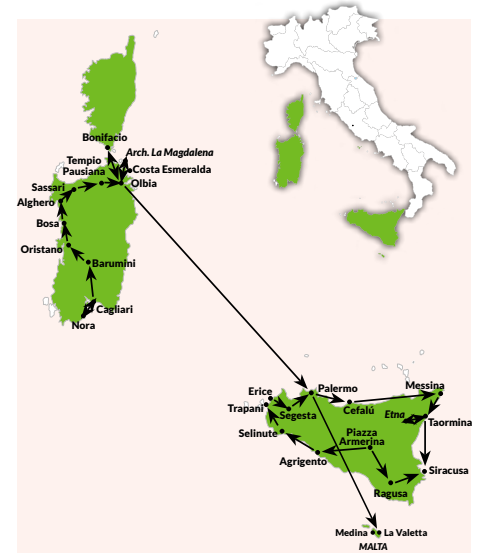 Bonifacio
Arch. La Magdalena
Tempio
Pausiana
Costa Esmeralda
Sassari
Olbia
Alghero
Bosa
Oristano
Barumini
Cagliari
Nora
Erice
Palermo
Messina
Trapani
Segesta
Cefalú
Etna
Taormina
Selinute
Piazza
Armerina
Agrigento
Siracusa
Ragusa
Medina
La Valetta
MALTA